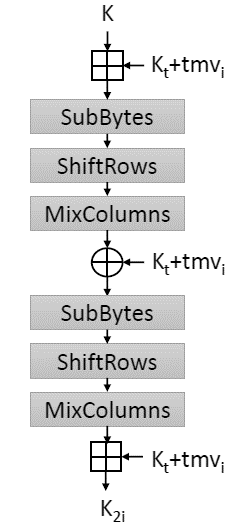 K
Kₜ+tmvᵢ
SubBytes
ShiftRows
MixColumns
Kₜ+tmvᵢ
SubBytes
ShiftRows
MixColumns
Kₜ+tmvᵢ
K₂ᵢ